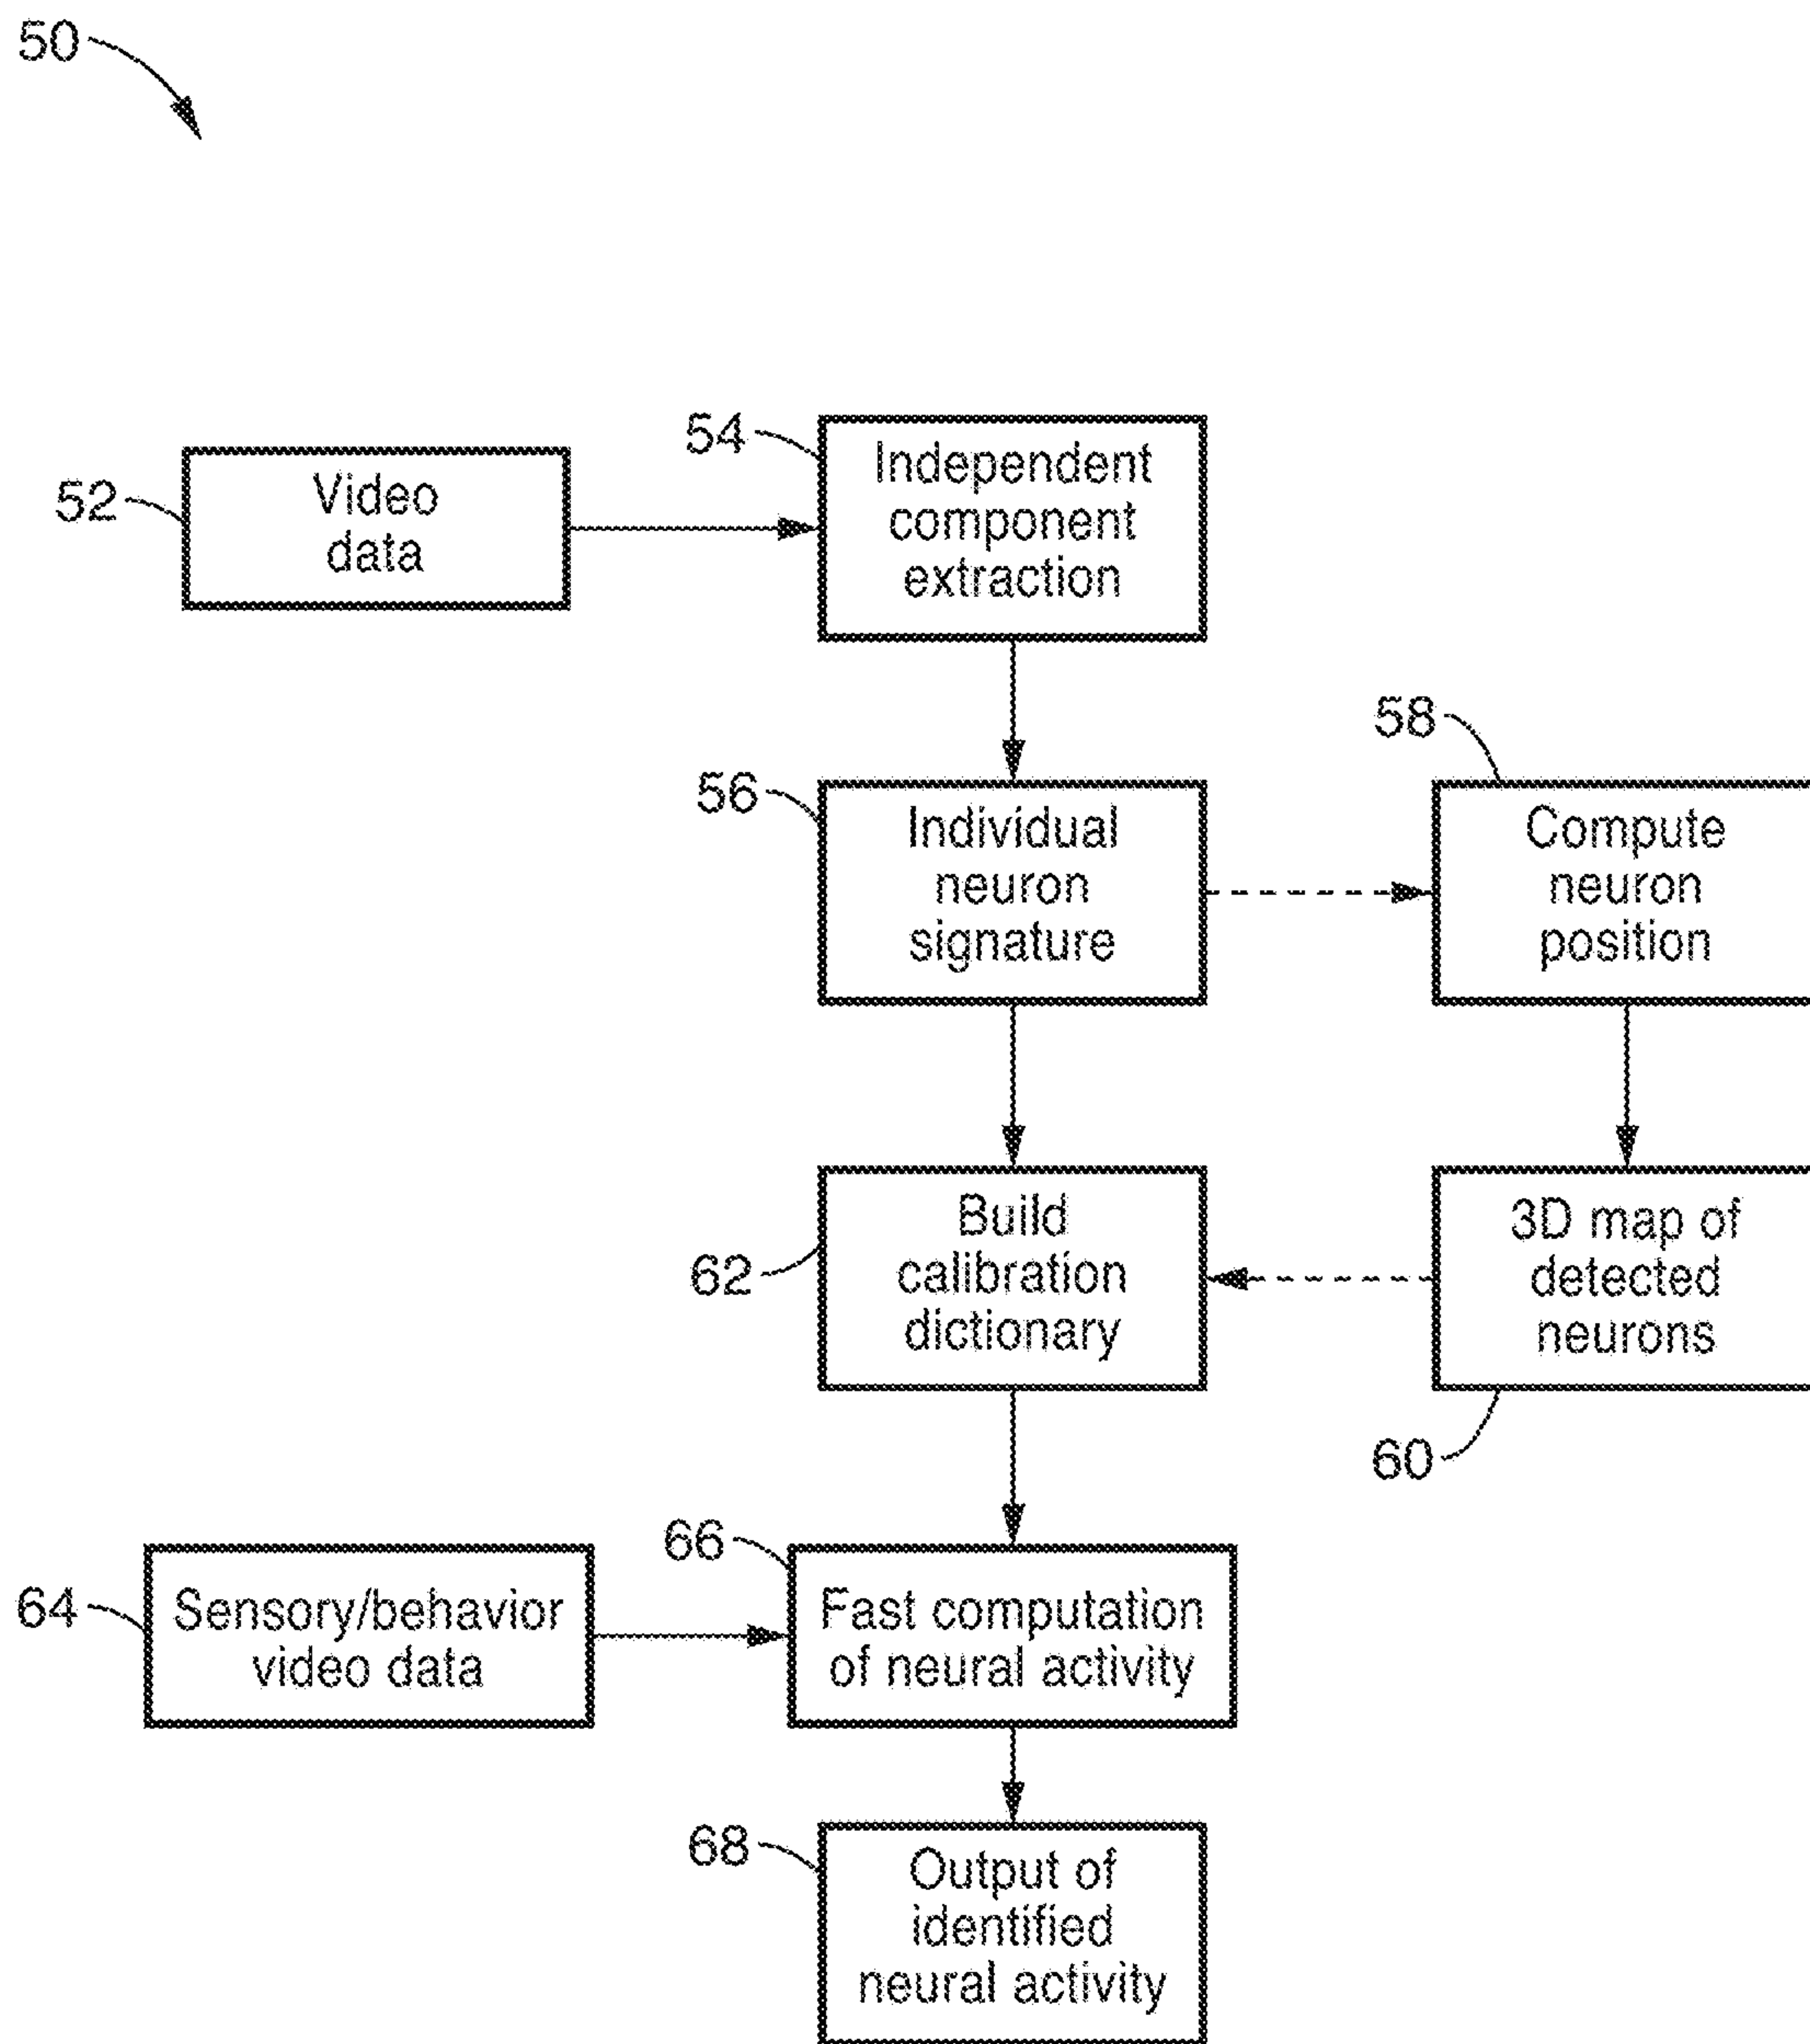 50
52
Video
data
54
Independent
component
extraction
56
Individual
neuron
signature
58
Compute
neuron
position
62
Build
calibration
dictionary
3D map of
detected
neurons
60
64
Sensory/behavior
video data
66
Fast computation
of neural activity
68
Output of
identified
neural activity